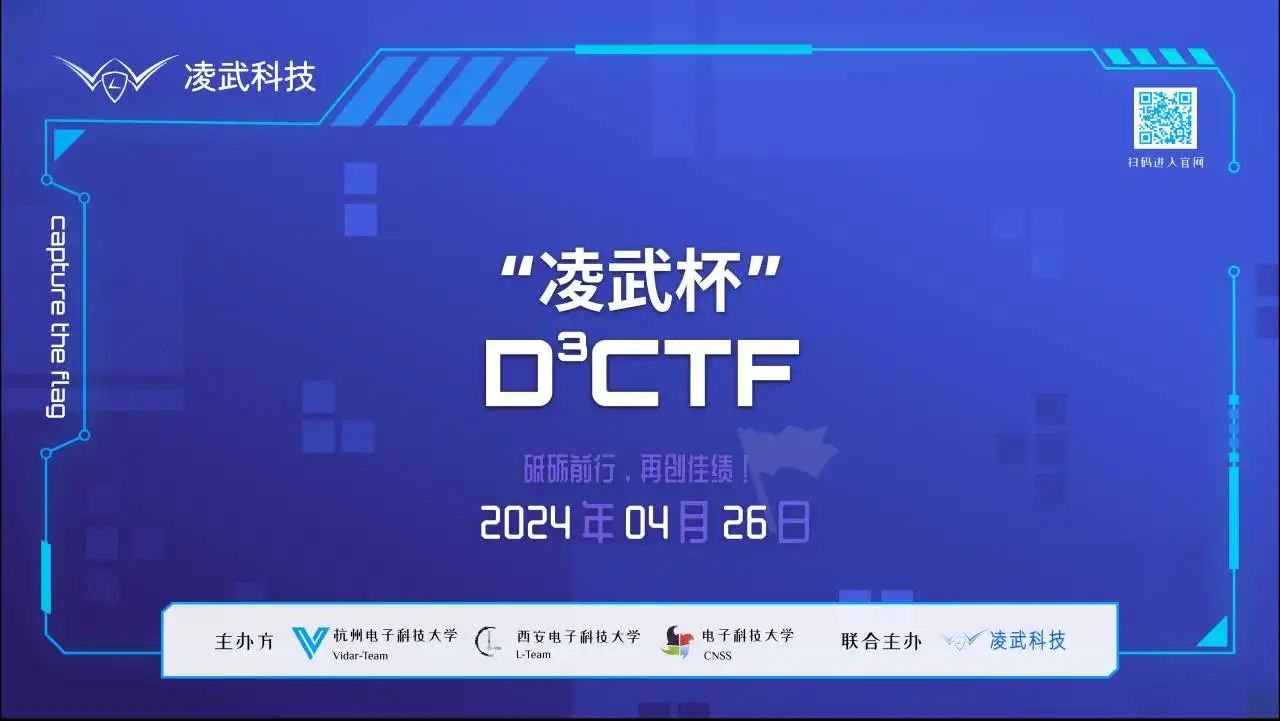 凌武科技
扫码进入官网
capture the flag
“凌武杯”
D³CTF
砥砺前行,再创佳绩!
2024年04月26日
主办方 杭州电子科技大学 Vidar-Team 西安电子科技大学 L-Team 电子科技大学 CNSS 联合主办 凌武科技